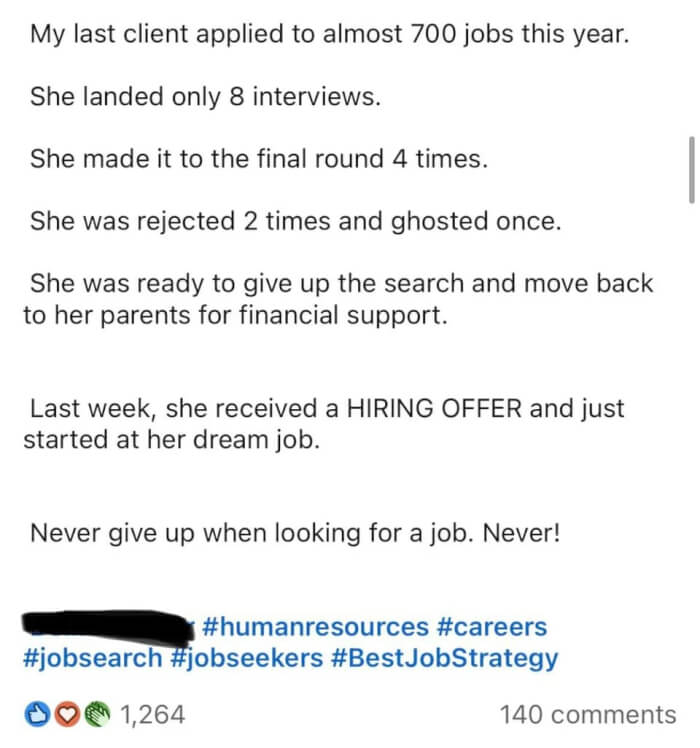 My last client applied to almost 700 jobs this year.
She landed only 8 interviews.
She made it to the final round 4 times.
She was rejected 2 times and ghosted once.
She was ready to give up the search and move back
to her parents for financial support.
Last week, she received a HIRING OFFER and just
started at her dream job.
Never give up when looking for a job. Never!
#humanresources #careers
#jobsearch #jobseekers #BestJobStrategy
1,264 140 comments